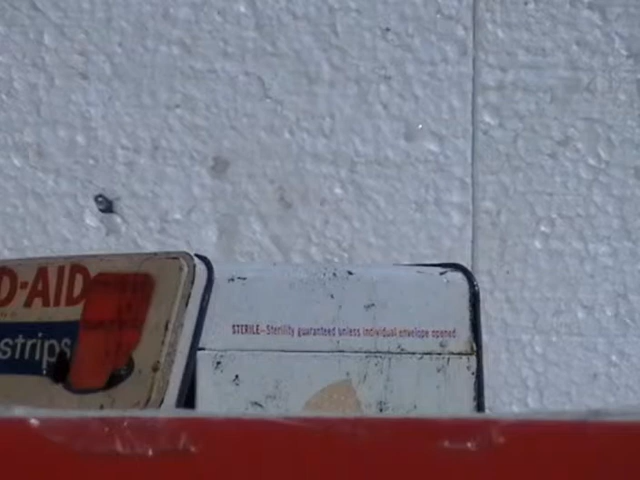 D-AID
strips
STERILE—Sterility guaranteed unless individual envelope opened